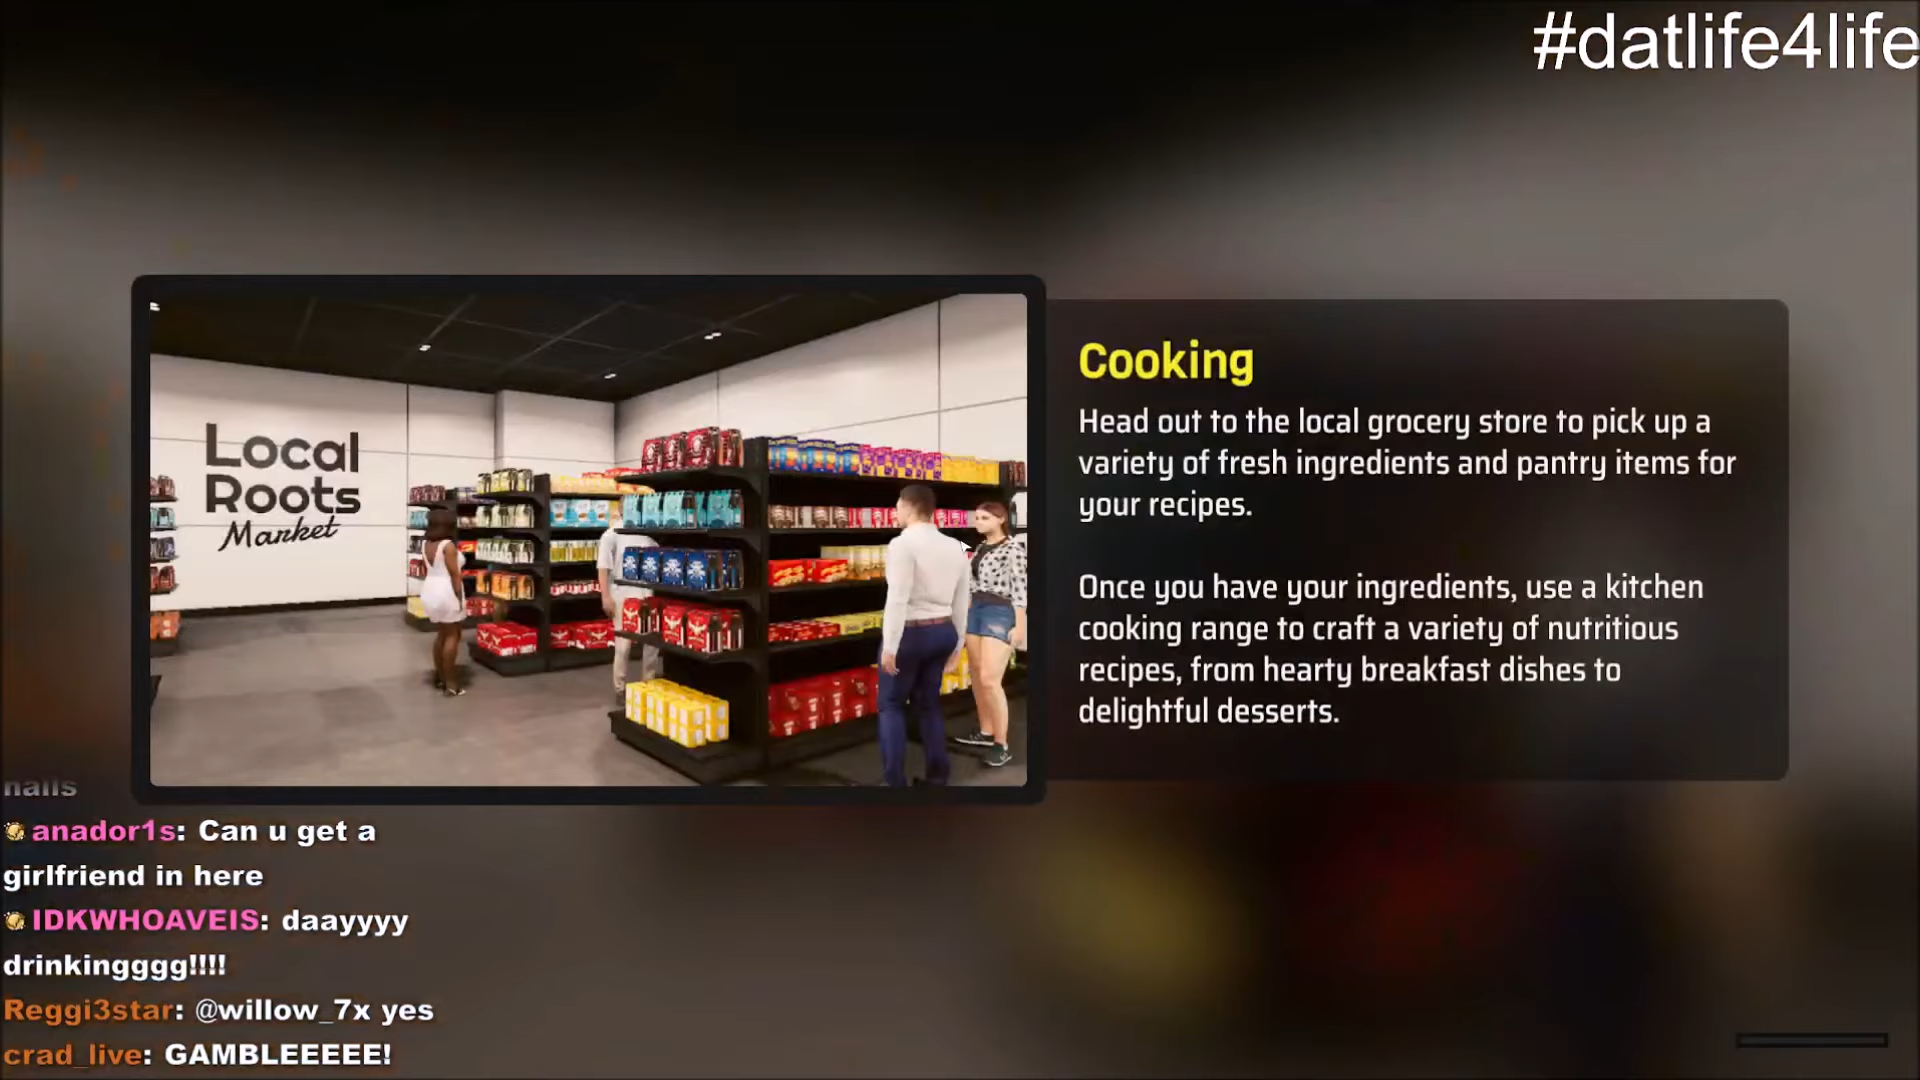 #datlife4life
Local
Roots
Market
Cooking
Head out to the local grocery store to pick up a
variety of fresh ingredients and pantry items for
your recipes.
Once you have your ingredients, use a kitchen
cooking range to craft a variety of nutritious
recipes, from hearty breakfast dishes to
delightful desserts.
nails
anador1s: Can u get a
girlfriend in here
IDKWHOAVEIS: daayyyy
drinkingggg!!!!
Reggi3star: @willow_7x yes
crad_live: GAMBLEEEEE!